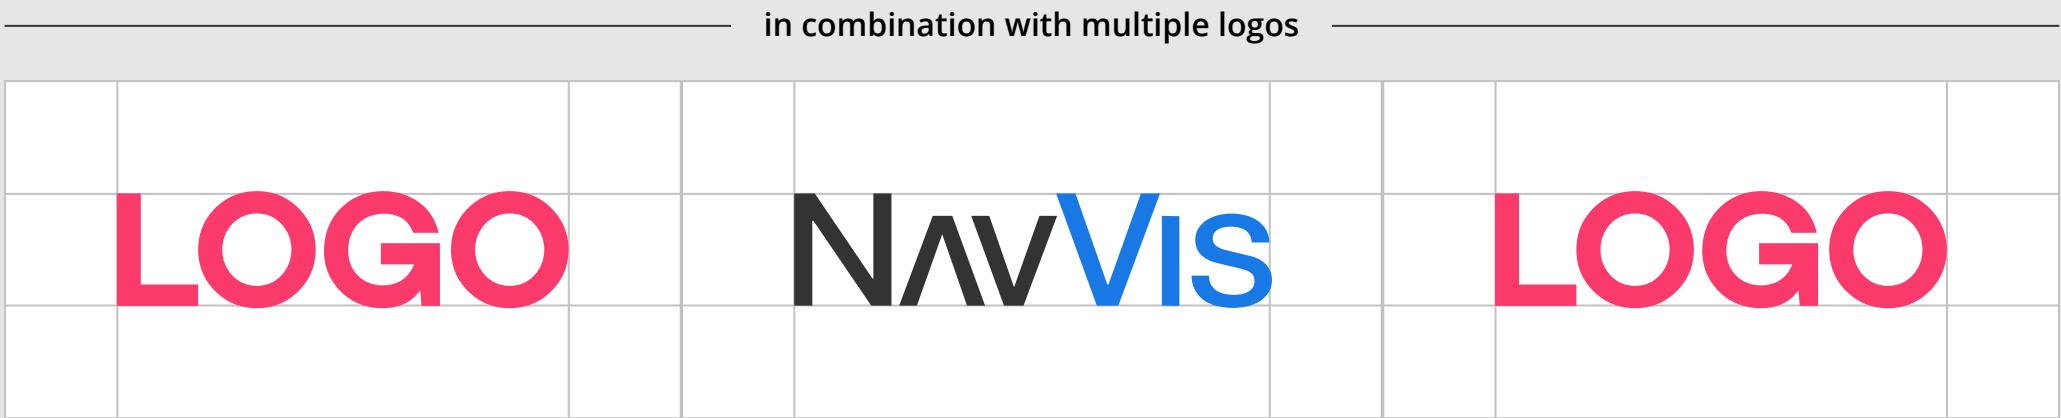 in combination with multiple logos
LOGO NAVVIS LOGO